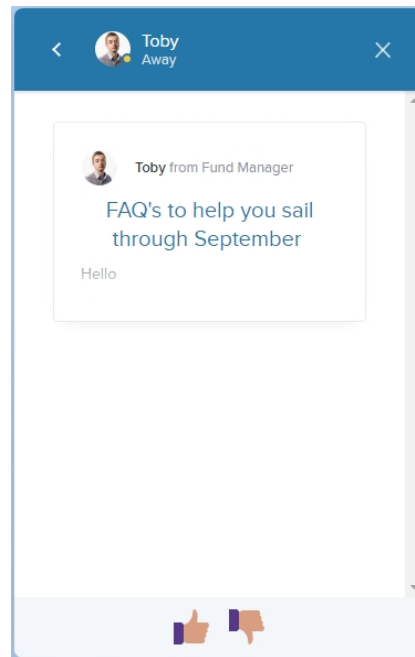 Toby
Away
Toby from Fund Manager
FAQ's to help you sail
through September
Hello